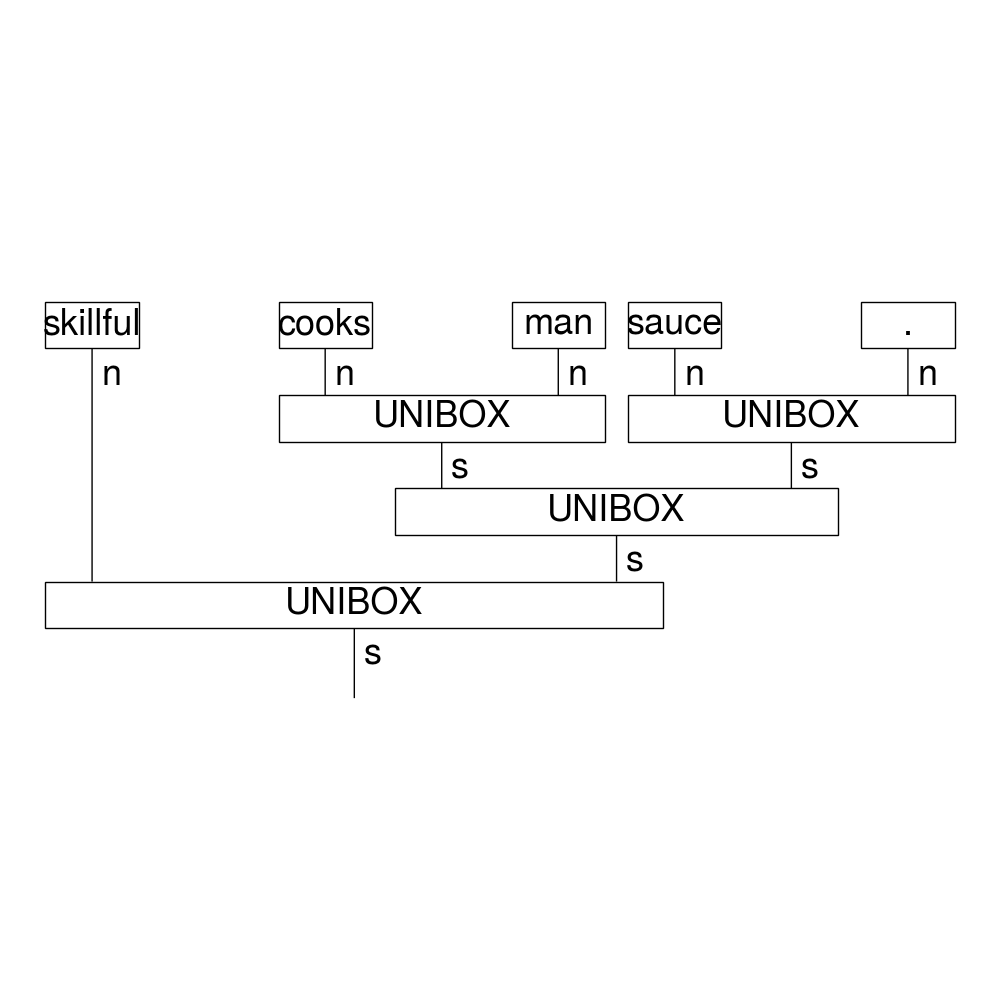 skillful cooks man sauce .
n n n n n
UNIBOX UNIBOX
s s
UNIBOX
s
UNIBOX
s